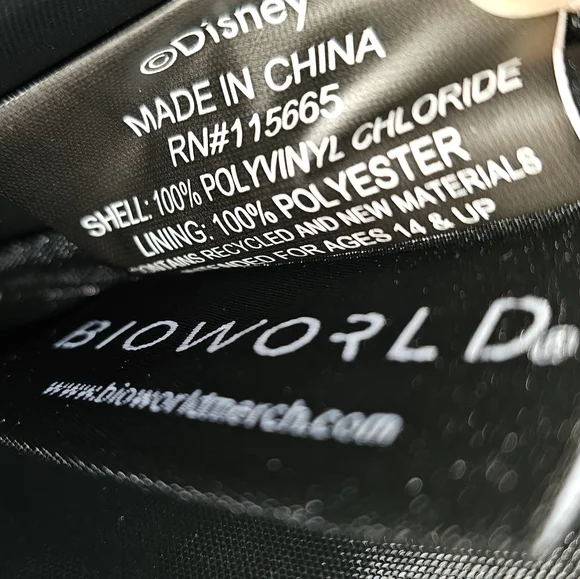 ©Disney
MADE IN CHINA
RN#115665
SHELL: 100% POLYVINYL CHLORIDE
LINING: 100% POLYESTER
CONTAINS RECYCLED AND NEW MATERIALS
INTENDED FOR AGES 14 & UP
BIOWORLD
www.bioworldmerch.com